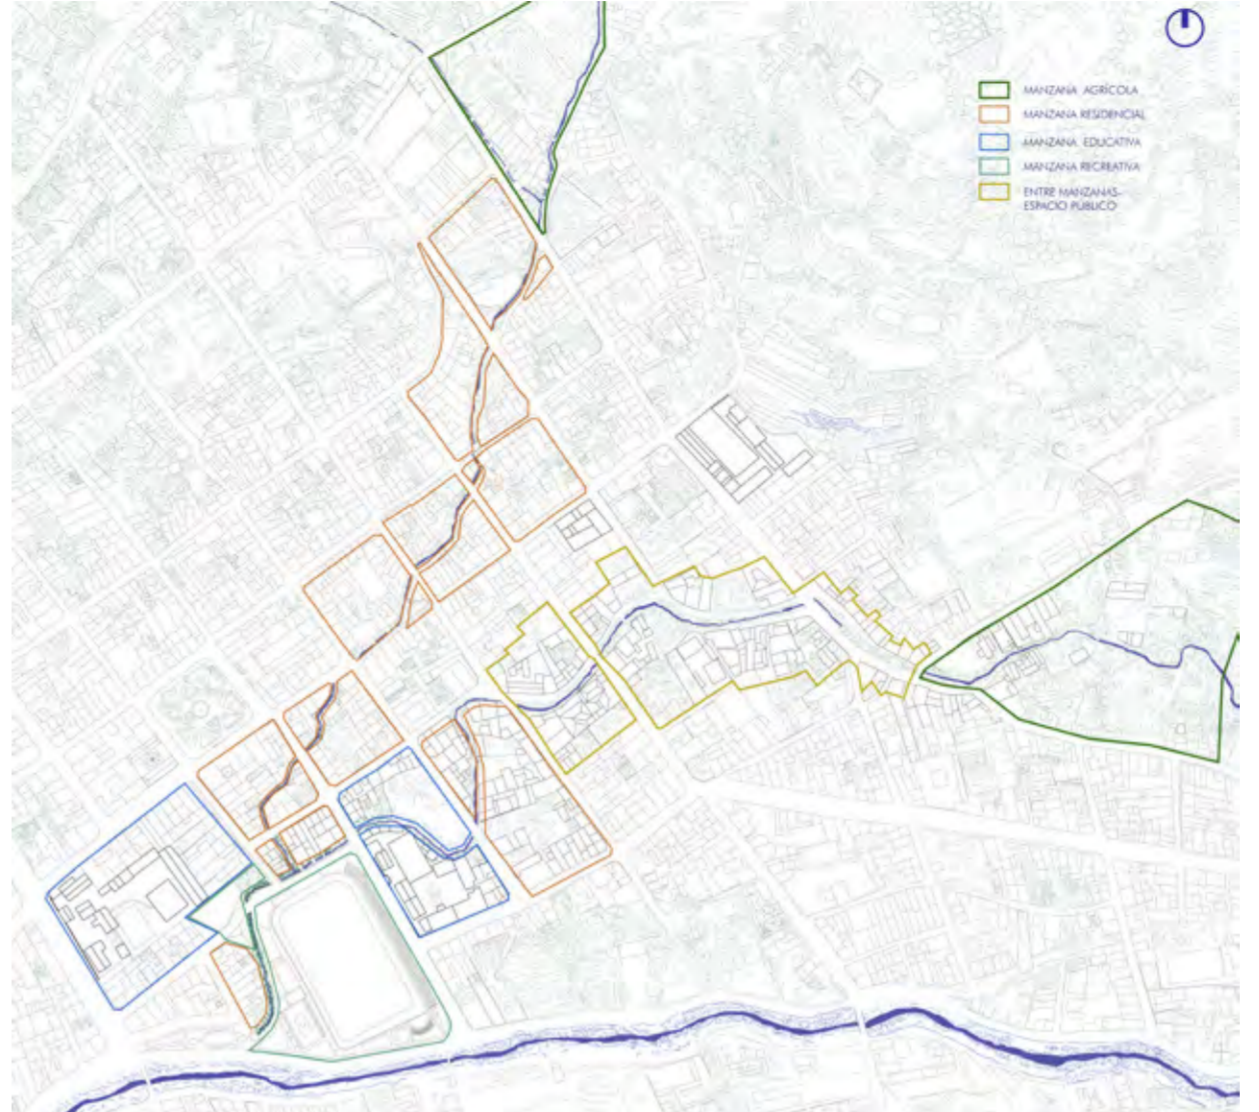 MANZANA AGRÍCOLA
MANZANA RESIDENCIAL
MANZANA EDUCATIVA
MANZANA RECREATIVA
ENTRE MANZANAS-
ESPACIO PÚBLICO